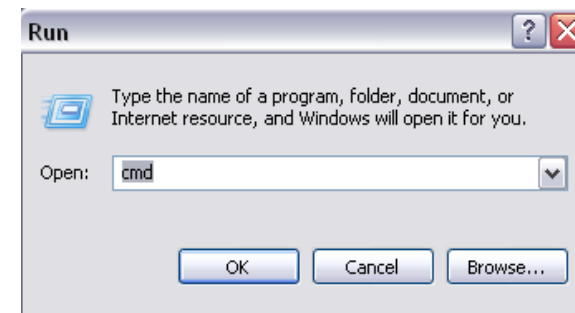 Run
Type the name of a program, folder, document, or
Internet resource, and Windows will open it for you.
Open: cmd
OK Cancel Browse...